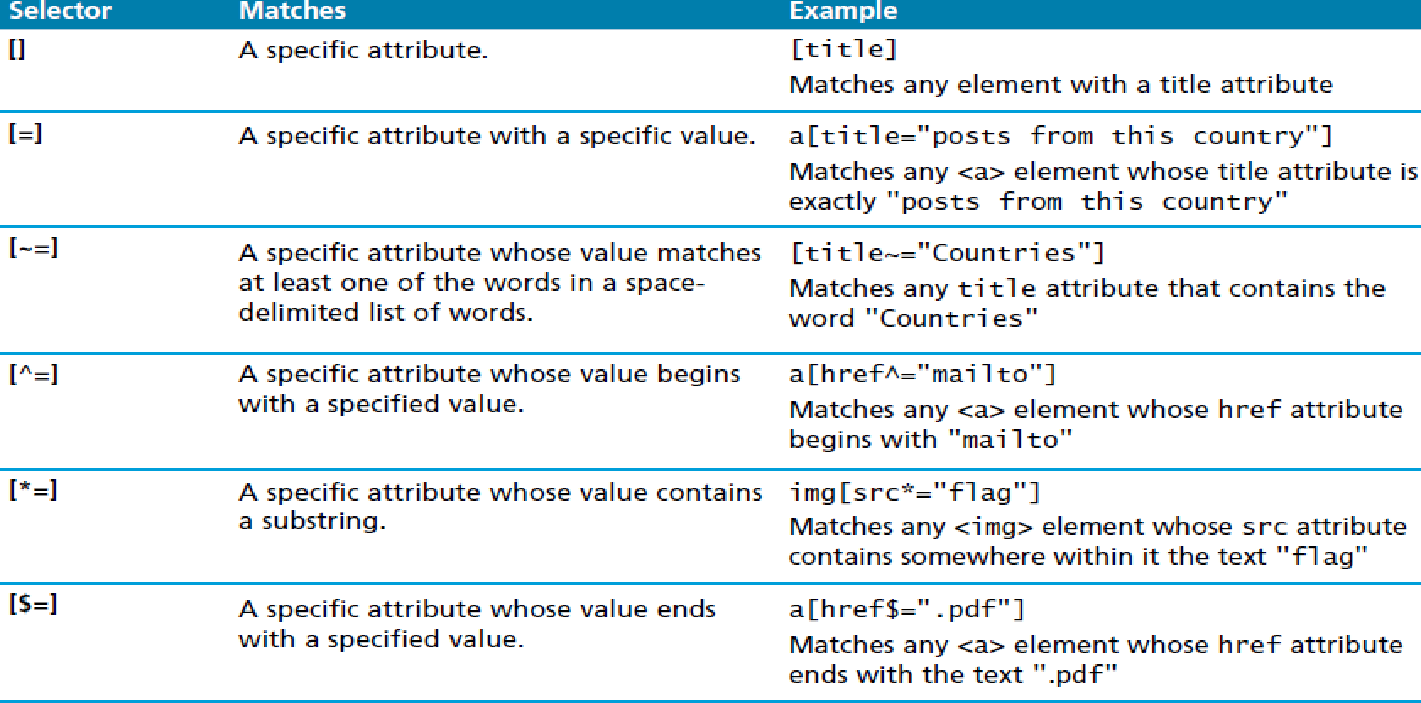 Selector Matches Example
[] A specific attribute. [title]
Matches any element with a title attribute
[=] A specific attribute with a specific value. a[title="posts from this country"]
Matches any <a> element whose title attribute is
exactly "posts from this country"
[~=] A specific attribute whose value matches [title~="Countries"]
at least one of the words in a space- Matches any title attribute that contains the
delimited list of words. word "Countries"
[^=] A specific attribute whose value begins a[href^="mailto"]
with a specified value. Matches any <a> element whose href attribute
begins with "mailto"
[*=] A specific attribute whose value contains img[src*="flag"]
a substring. Matches any <img> element whose src attribute
contains somewhere within it the text "flag"
[$=] A specific attribute whose value ends a[href$=".pdf"]
with a specified value. Matches any <a> element whose href attribute
ends with the text ".pdf"